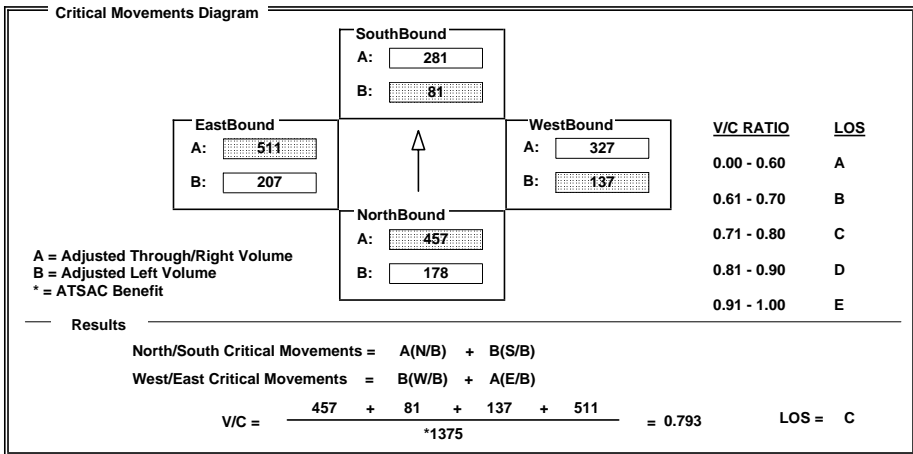 Critical Movements Diagram
SouthBound
A: 281
B: 81
EastBound
A: 511
B: 207
WestBound
A: 327
B: 137
NorthBound
A: 457
B: 178
V/C RATIO LOS
0.00 - 0.60 A
0.61 - 0.70 B
0.71 - 0.80 C
0.81 - 0.90 D
0.91 - 1.00 E
A = Adjusted Through/Right Volume
B = Adjusted Left Volume
* = ATSAC Benefit
Results
North/South Critical Movements = A(N/B) + B(S/B)
West/East Critical Movements = B(W/B) + A(E/B)
V/C = 457 + 81 + 137 + 511 = 0.793 LOS = C
*1375